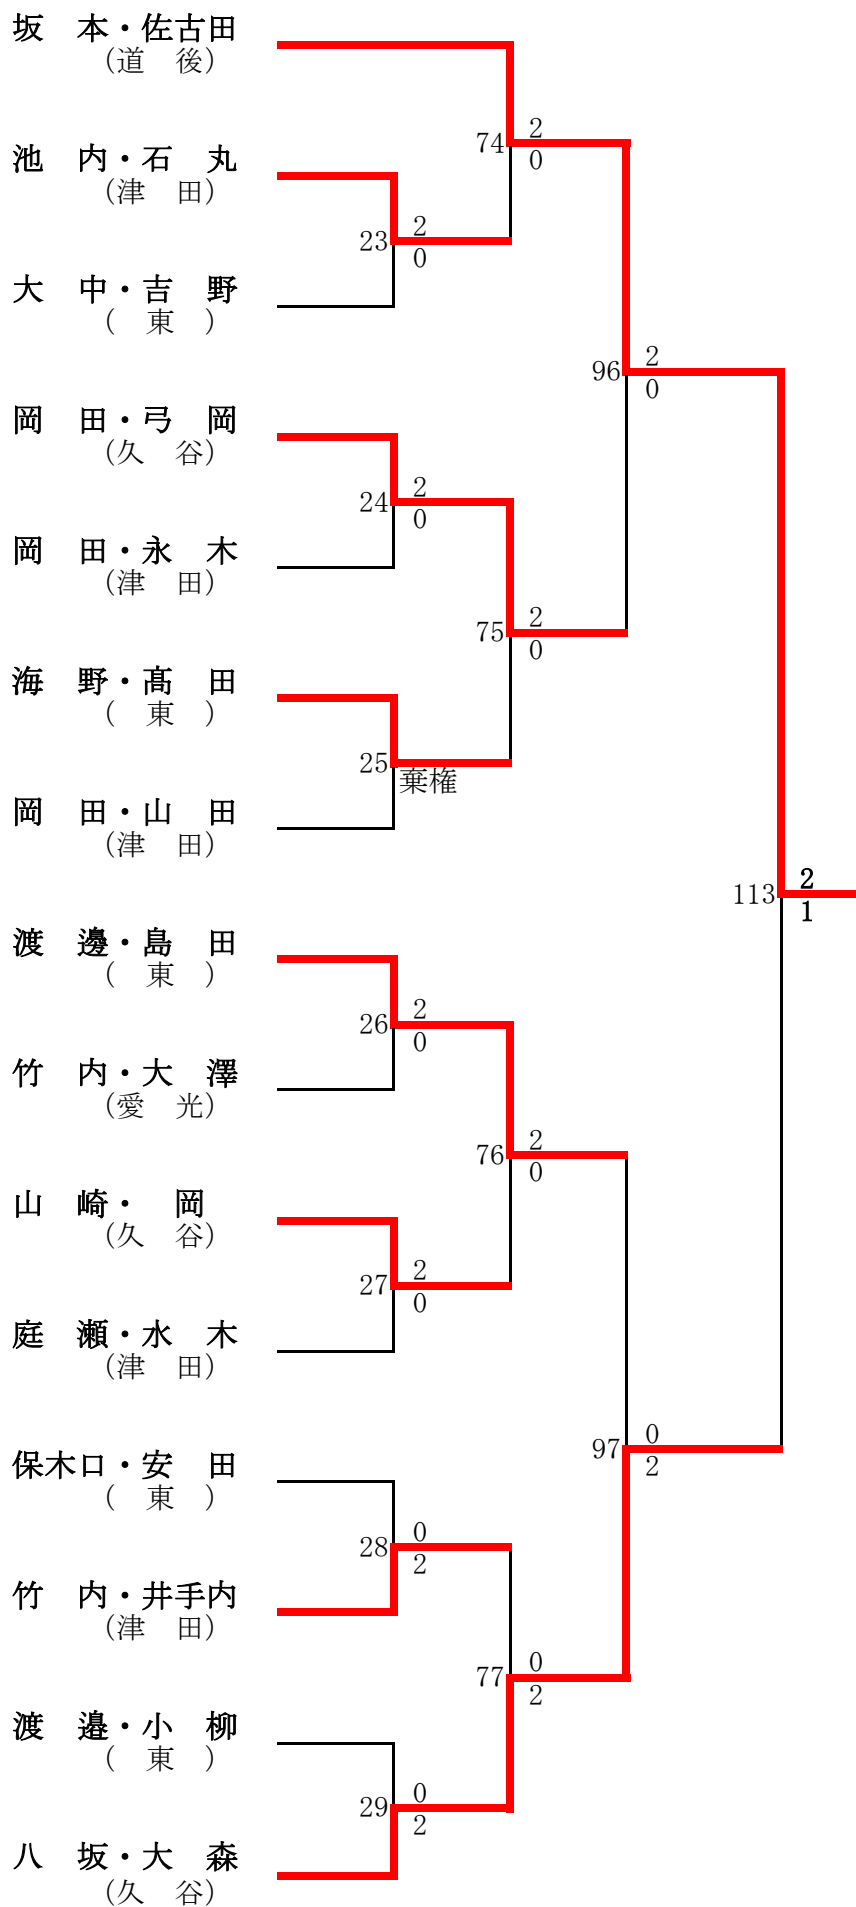 坂　本・佐古田
（道　後）
74
2
0
池　内・石　丸
（津　田）
23
2
0
大　中・吉　野
（　東　）
96
2
0
岡　田・弓　岡
（久　谷）
24
2
0
岡　田・永　木
（津　田）
75
2
0
海　野・髙　田
（　東　）
25
棄権
岡　田・山　田
（津　田）
113
2
1
渡　邊・島　田
（　東　）
26
2
0
竹　内・大　澤
（愛　光）
76
2
0
山　崎・　岡
（久　谷）
27
2
0
庭　瀬・水　木
（津　田）
97
0
2
保木口・安　田
（　東　）
28
0
2
竹　内・井手内
（津　田）
77
0
2
渡　邉・小　柳
（　東　）
29
0
2
八　坂・大　森
（久　谷）